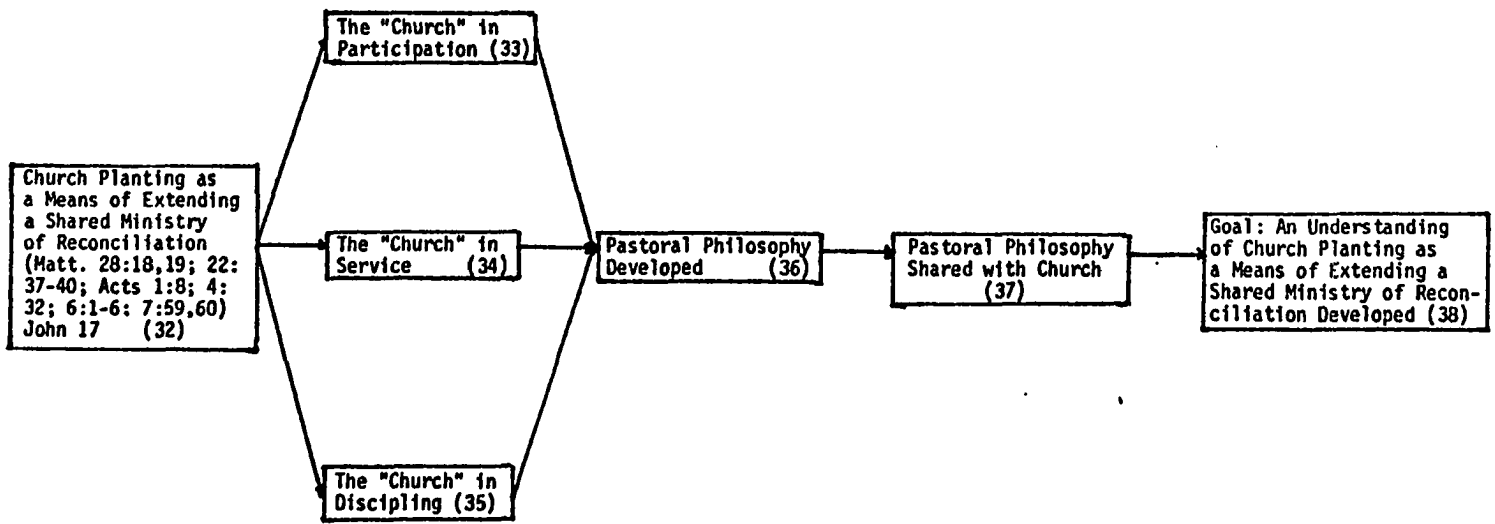 The "Church" in
Participation (33)
Church Planting as
a Means of Extending
a Shared Ministry
of Reconciliation
(Matt. 28:18,19; 22:
37-40; Acts 1:8; 4:
32; 6:1-6: 7:59,60)
John 17 (32)
The "Church" in
Service (34)
The "Church" in
Discipling (35)
Pastoral Philosophy
Developed (36)
Pastoral Philosophy
Shared with Church
(37)
Goal: An Understanding
of Church Planting as
a Means of Extending a
Shared Ministry of Recon-
ciliation Developed (38)